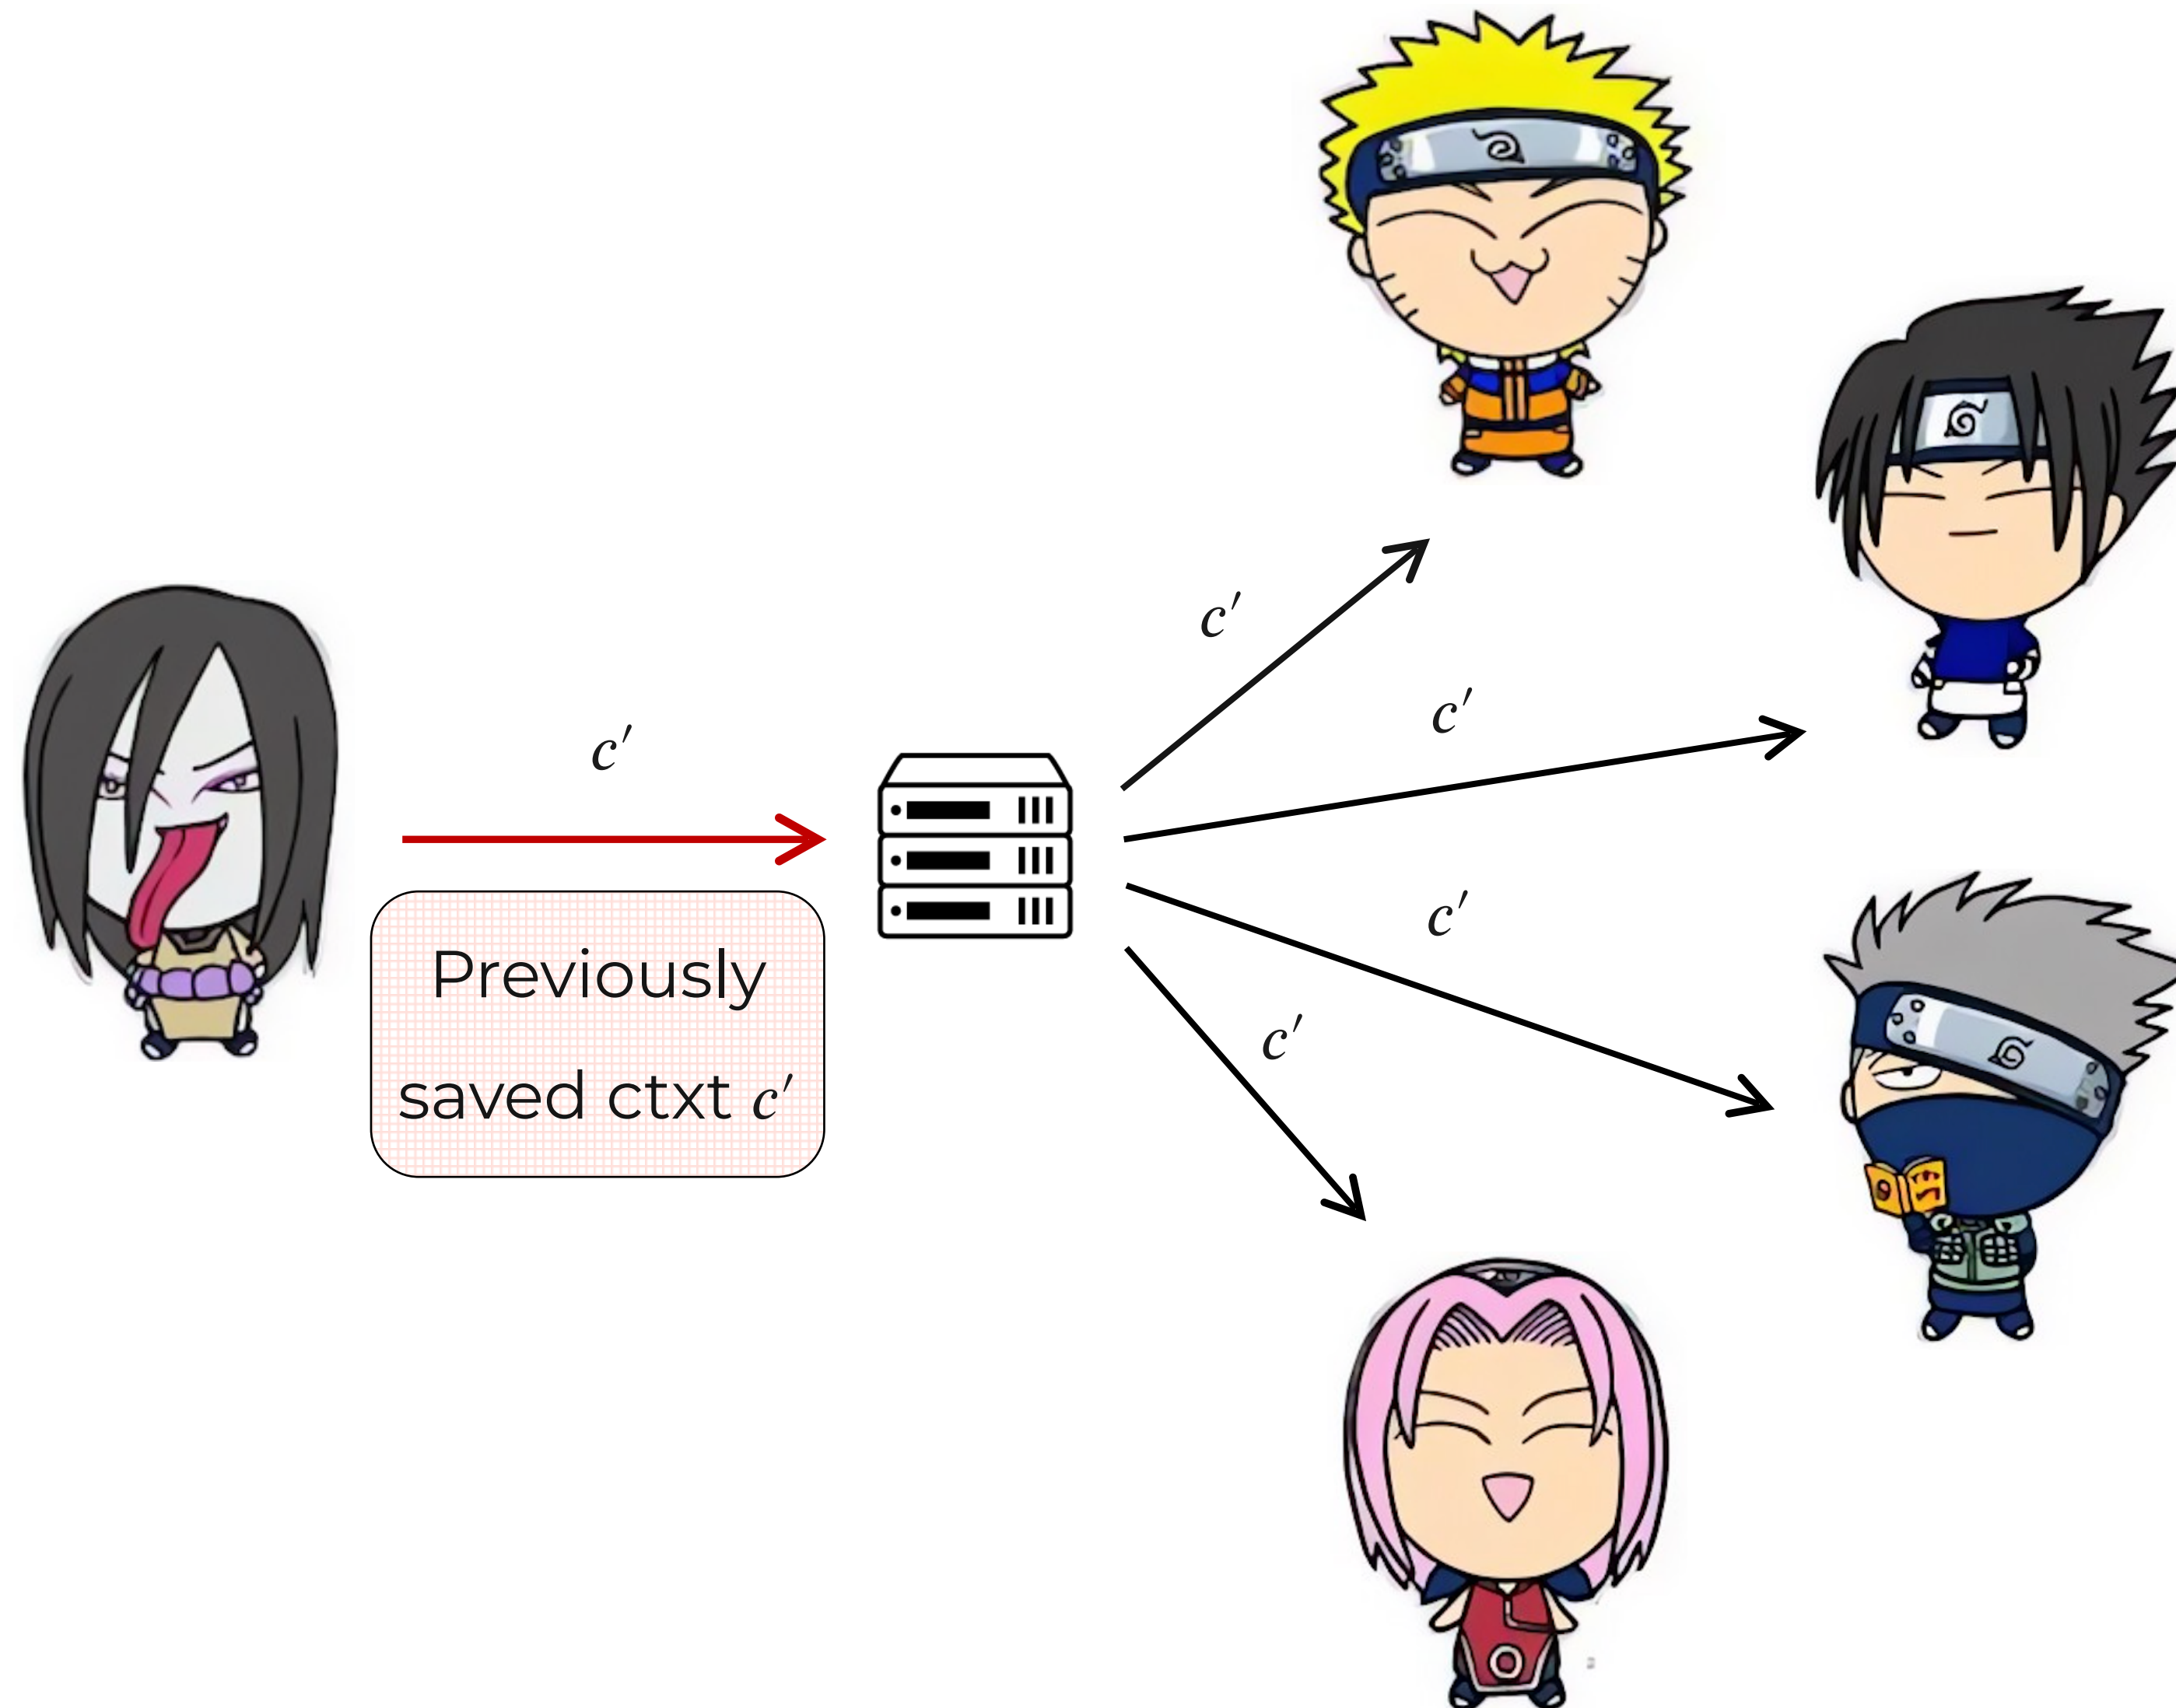 c′
c′
c′
c′
c′
Previously
saved ctxt c′